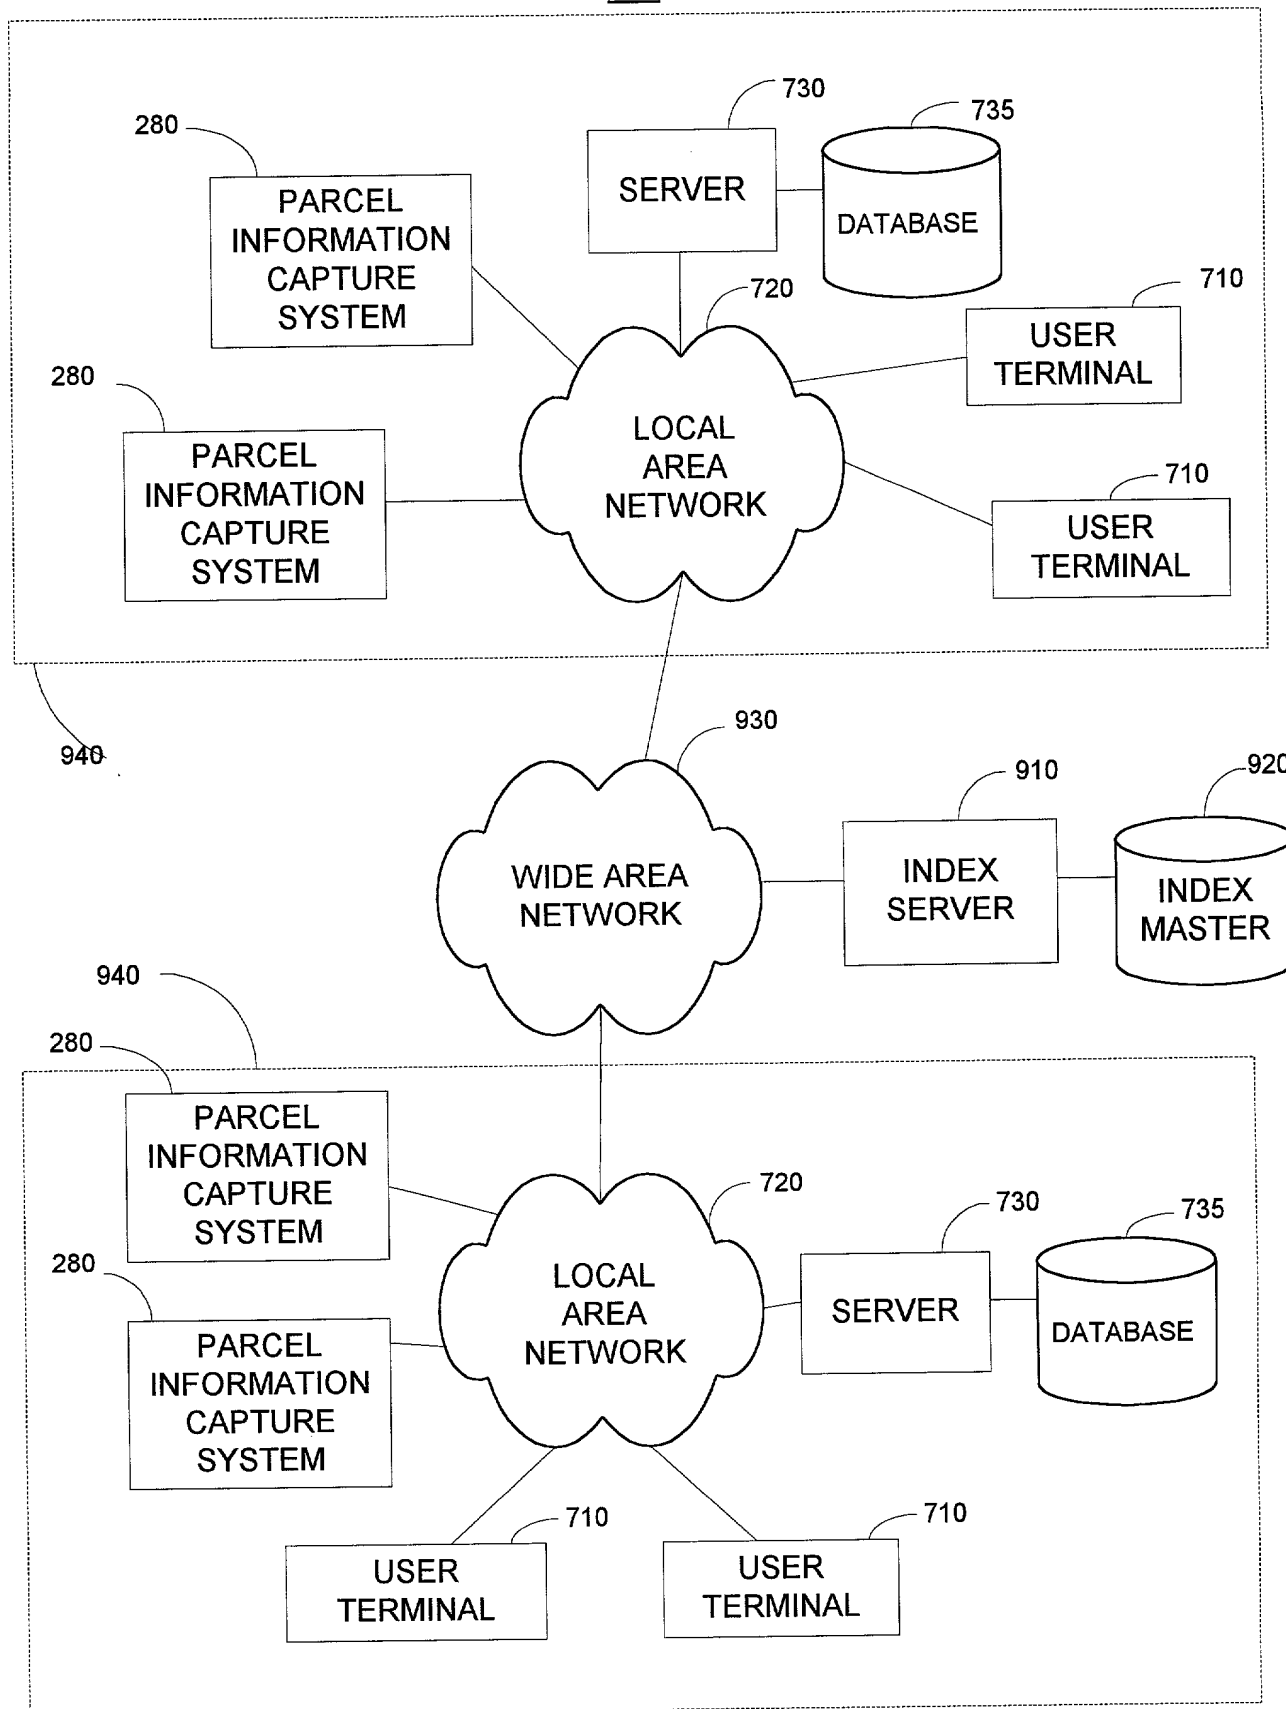 730
735
280
PARCEL
INFORMATION
CAPTURE
SYSTEM
SERVER
DATABASE
720
710
USER
TERMINAL
280
PARCEL
INFORMATION
CAPTURE
SYSTEM
LOCAL
AREA
NETWORK
710
USER
TERMINAL
940
930
910
920
WIDE AREA
NETWORK
INDEX
SERVER
INDEX
MASTER
940
280
PARCEL
INFORMATION
CAPTURE
SYSTEM
720
730
735
280
PARCEL
INFORMATION
CAPTURE
SYSTEM
LOCAL
AREA
NETWORK
SERVER
DATABASE
710
USER
TERMINAL
710
USER
TERMINAL